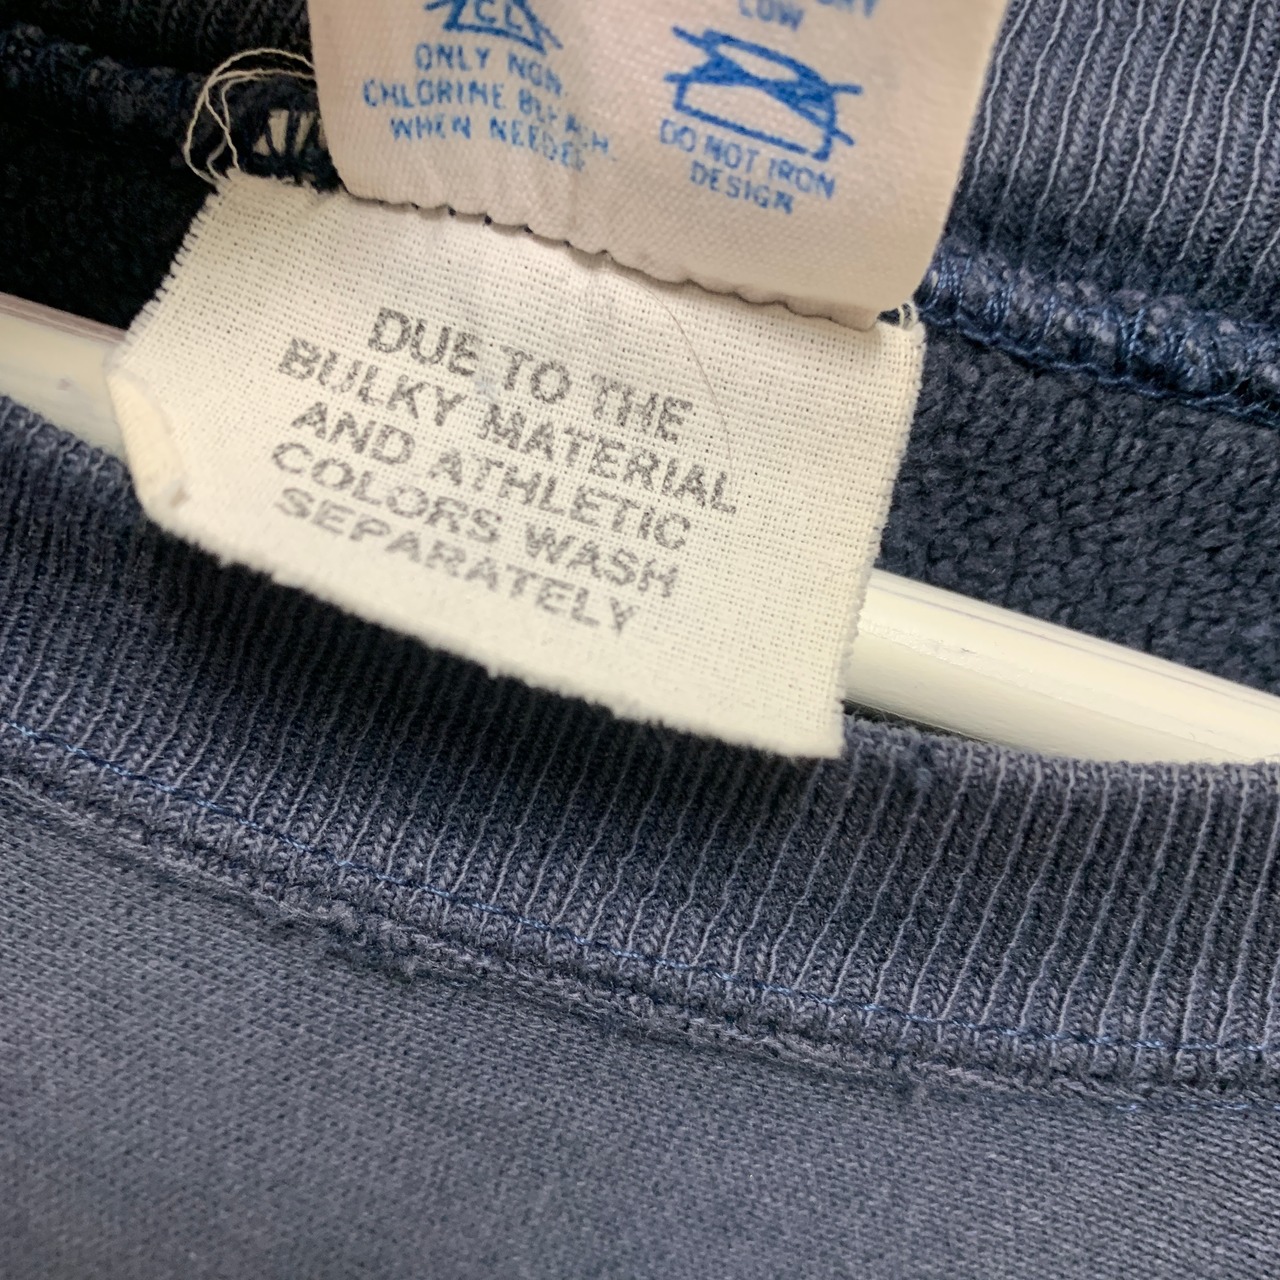 LOW
CL
ONLY NON-
CHLORINE BLEACH
WHEN NEEDED
DO NOT IRON
DESIGN
DUE TO THE
BULKY MATERIAL
AND ATHLETIC
COLORS WASH
SEPARATELY